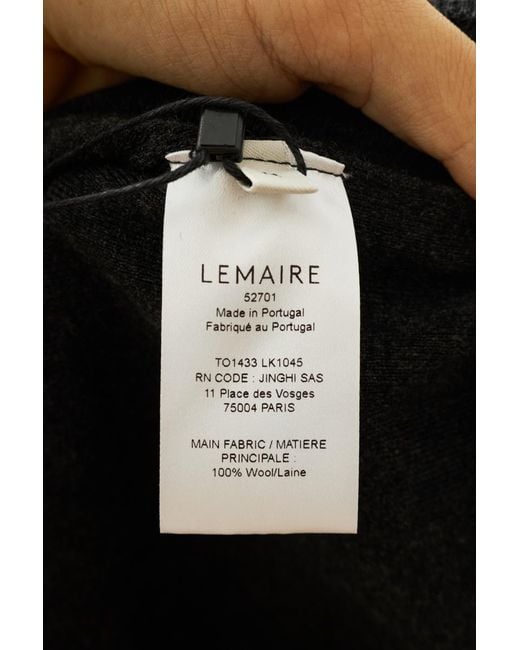 LEMAIRE
52701
Made in Portugal
Fabriqué au Portugal
TO1433 LK1045
RN CODE : JINGHI SAS
11 Place des Vosges
75004 PARIS
MAIN FABRIC / MATIERE
PRINCIPALE :
100% Wool/Laine